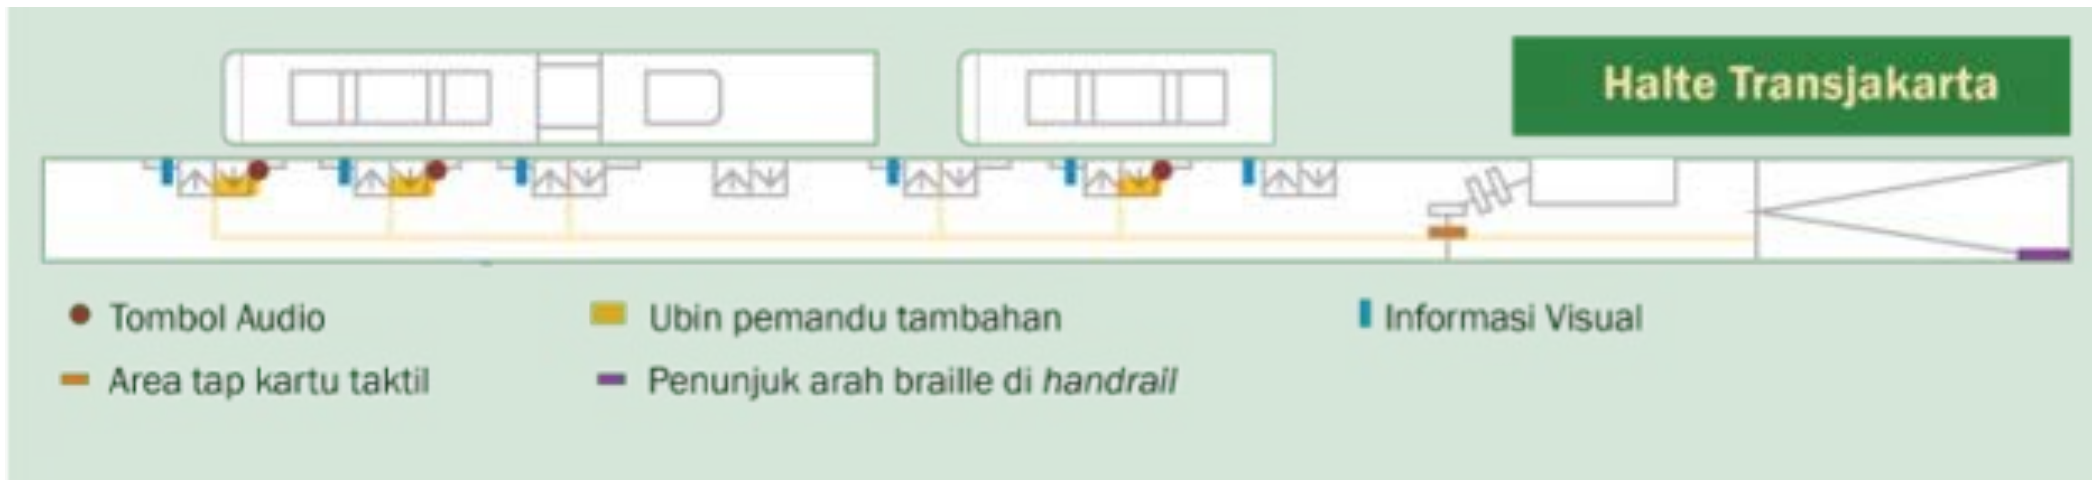 Halte Transjakarta
Tombol Audio
Ubin pemandu tambahan
Informasi Visual
Area tap kartu taktil
Penunjuk arah braille di handrail